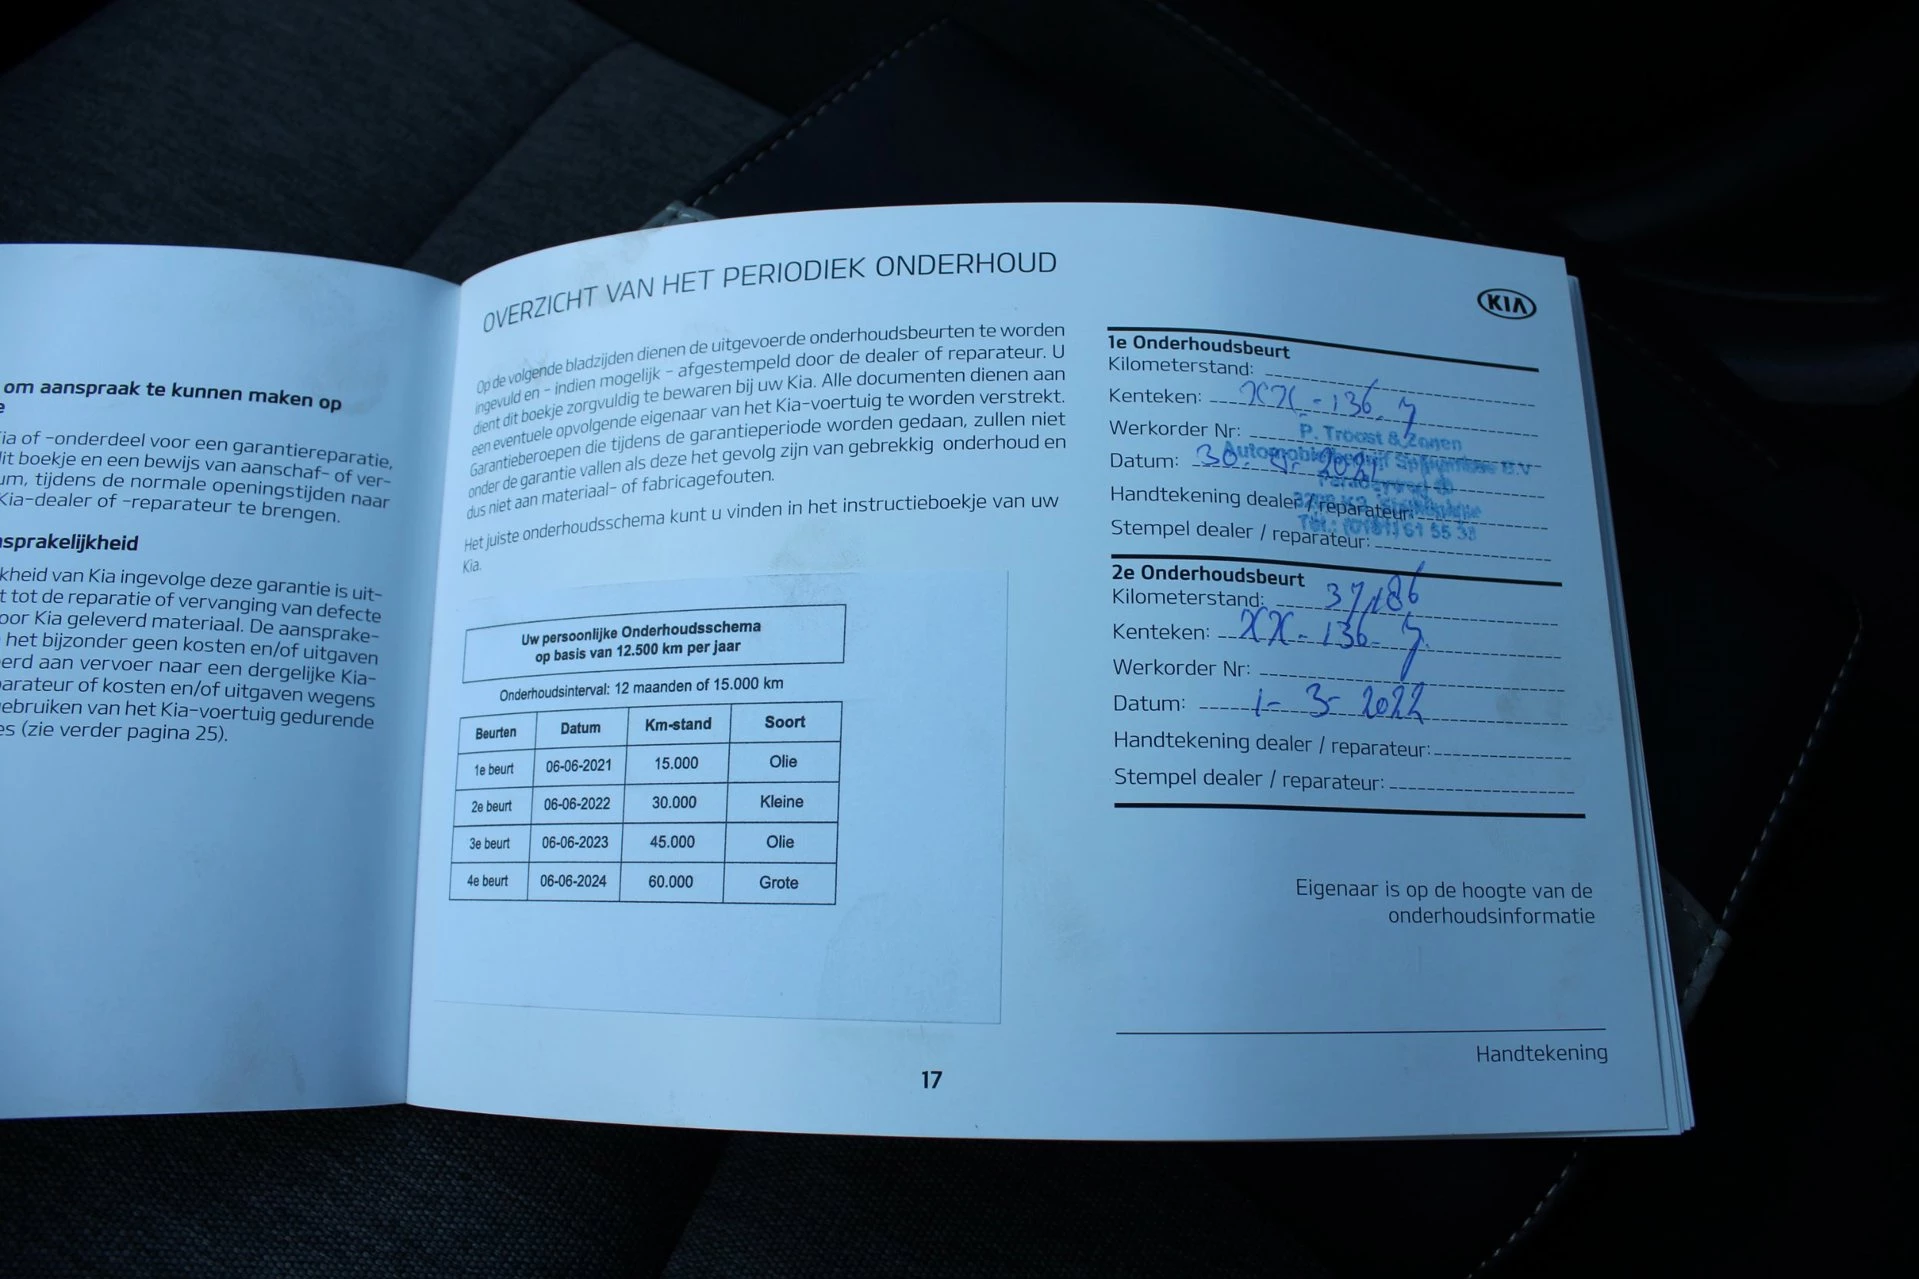 om aanspraak te kunnen maken op
e
ia of -onderdeel voor een garantiereparatie,
dit boekje en een bewijs van aanschaf- of ver-
um, tijdens de normale openingstijden naar
Kia-dealer of -reparateur te brengen.
nsprakelijkheid
kheid van Kia ingevolge deze garantie is uit-
t tot de reparatie of vervanging van defecte
oor Kia geleverd materiaal. De aansprake-
het bijzonder geen kosten en/of uitgaven
erd aan vervoer naar een dergelijke Kia-
arateur of kosten en/of uitgaven wegens
ebruiken van het Kia-voertuig gedurende
es (zie verder pagina 25).
OVERZICHT VAN HET PERIODIEK ONDERHOUD
Op de volgende bladzijden dienen de uitgevoerde onderhoudsbeurten te worden
ingevuld en - indien mogelijk - afgestempeld door de dealer of reparateur. U
dient dit boekje zorgvuldig te bewaren bij uw Kia. Alle documenten dienen aan
een eventuele opvolgende eigenaar van het Kia-voertuig te worden verstrekt.
Garantieberoepen die tijdens de garantieperiode worden gedaan, zullen niet
onder de garantie vallen als deze het gevolg zijn van gebrekkig onderhoud en
dus niet aan materiaal- of fabricagefouten.
Het juiste onderhoudsschema kunt u vinden in het instructieboekje van uw
Kia.
Uw persoonlijke Onderhoudsschema
op basis van 12.500 km per jaar
Onderhoudsinterval: 12 maanden of 15.000 km
Beurten Datum Km-stand Soort
1e beurt 06-06-2021 15.000 Olie
2e beurt 06-06-2022 30.000 Kleine
3e beurt 06-06-2023 45.000 Olie
4e beurt 06-06-2024 60.000 Grote
17
KIA
1e Onderhoudsbeurt
Kilometerstand:
Kenteken: XX-136-J
Werkorder Nr:
P. Troost & Zonen
Automobielbedrijf B.V
Datum: 30- 2021
Handtekening dealer / reparateur:
Tel.: (0181) 61 55 33
Stempel dealer / reparateur:
2e Onderhoudsbeurt
Kilometerstand: 37186
Kenteken: XX-136-J
Werkorder Nr:
Datum: 1-3-2022
Handtekening dealer / reparateur:
Stempel dealer / reparateur:
Eigenaar is op de hoogte van de
onderhoudsinformatie
Handtekening